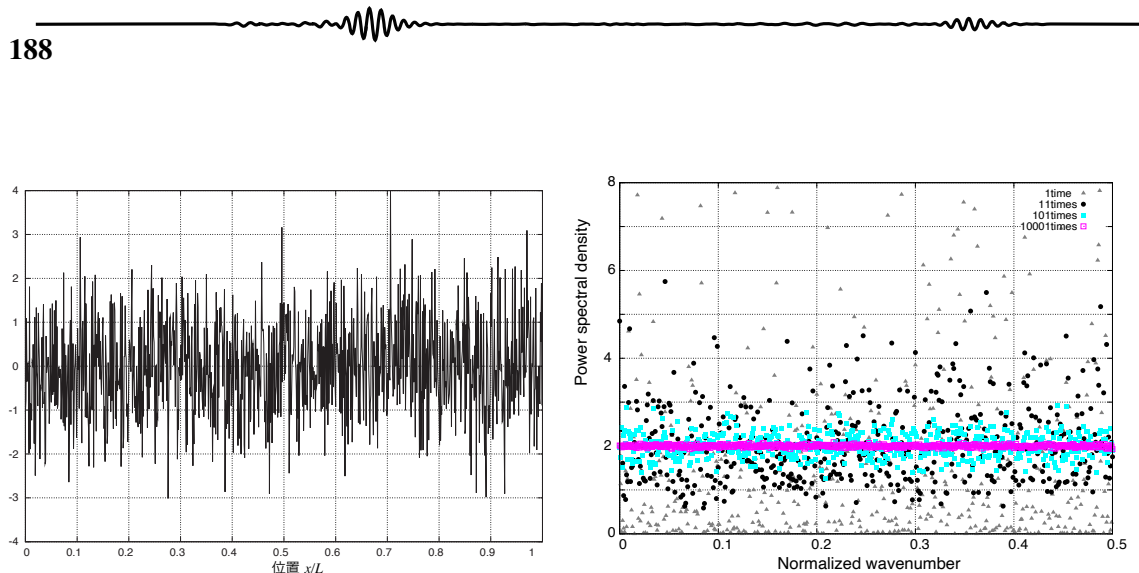 188
4
3
2
1
0
-1
-2
-3
-4
0 0.1 0.2 0.3 0.4 0.5 0.6 0.7 0.8 0.9 1
位置 x/L
Power spectral density
8
6
4
2
0
1time
11times
101times
10001times
0 0.1 0.2 0.3 0.4 0.5
Normalized wavenumber